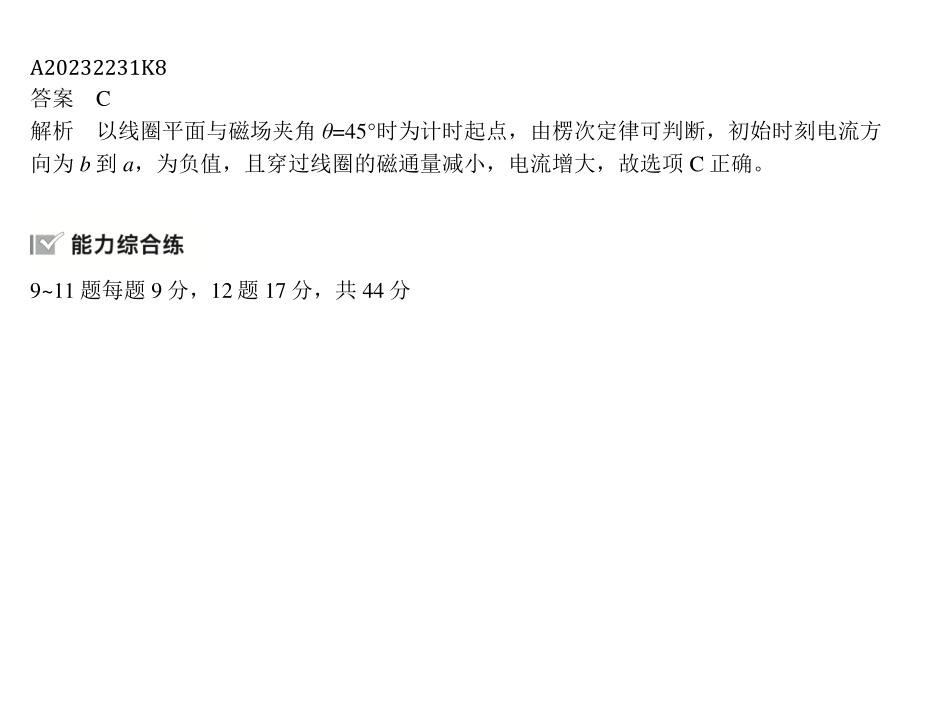 A20232231K8
答案　C
解析　以线圈平面与磁场夹角 θ=45°时为计时起点，由楞次定律可判断，初始时刻电流方
向为 b 到 a，为负值，且穿过线圈的磁通量减小，电流增大，故选项 C 正确。
能力综合练
9~11 题每题 9 分，12 题 17 分，共 44 分